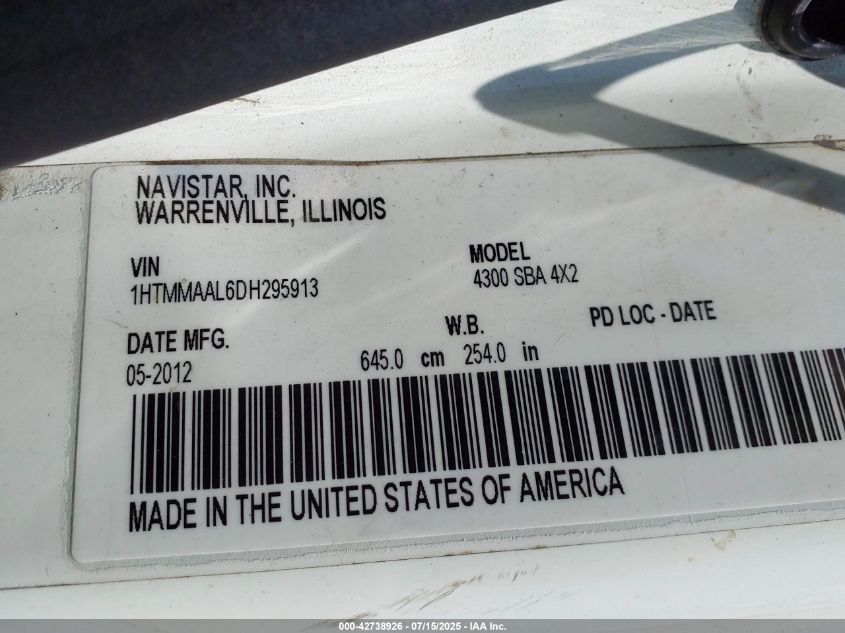 NAVISTAR, INC.
WARRENVILLE, ILLINOIS
VIN
1HTMMAAL6DH295913
MODEL
4300 SBA 4X2
DATE MFG.
05-2012
W.B.
645.0 cm 254.0 in
PD LOC - DATE
MADE IN THE UNITED STATES OF AMERICA
000-42738926 - 07/15/2025 - IAA Inc.